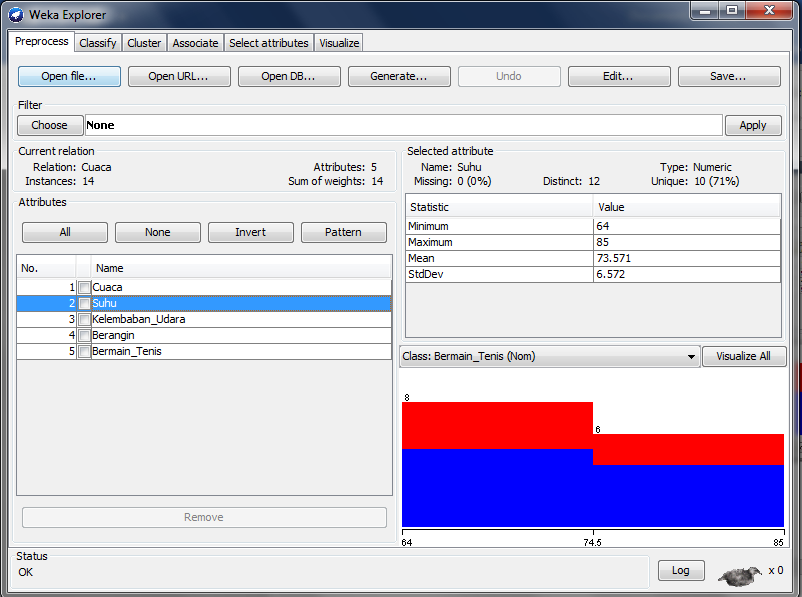 Weka Explorer
Preprocess Classify Cluster Associate Select attributes Visualize
Open file... Open URL... Open DB... Generate... Undo Edit... Save...
Filter
Choose None Apply
Current relation
Relation: Cuaca Attributes: 5
Instances: 14 Sum of weights: 14
Selected attribute
Name: Suhu Type: Numeric
Missing: 0 (0%) Distinct: 12 Unique: 10 (71%)
Attributes
All None Invert Pattern
No. Name
1 Cuaca
2 Suhu
3 Kelembaban_Udara
4 Berangin
5 Bermain_Tenis
Remove
Statistic Value
Minimum 64
Maximum 85
Mean 73.571
StdDev 6.572
Class: Bermain_Tenis (Nom) Visualize All
8
6
64 74.5 85
Status
OK
Log x 0